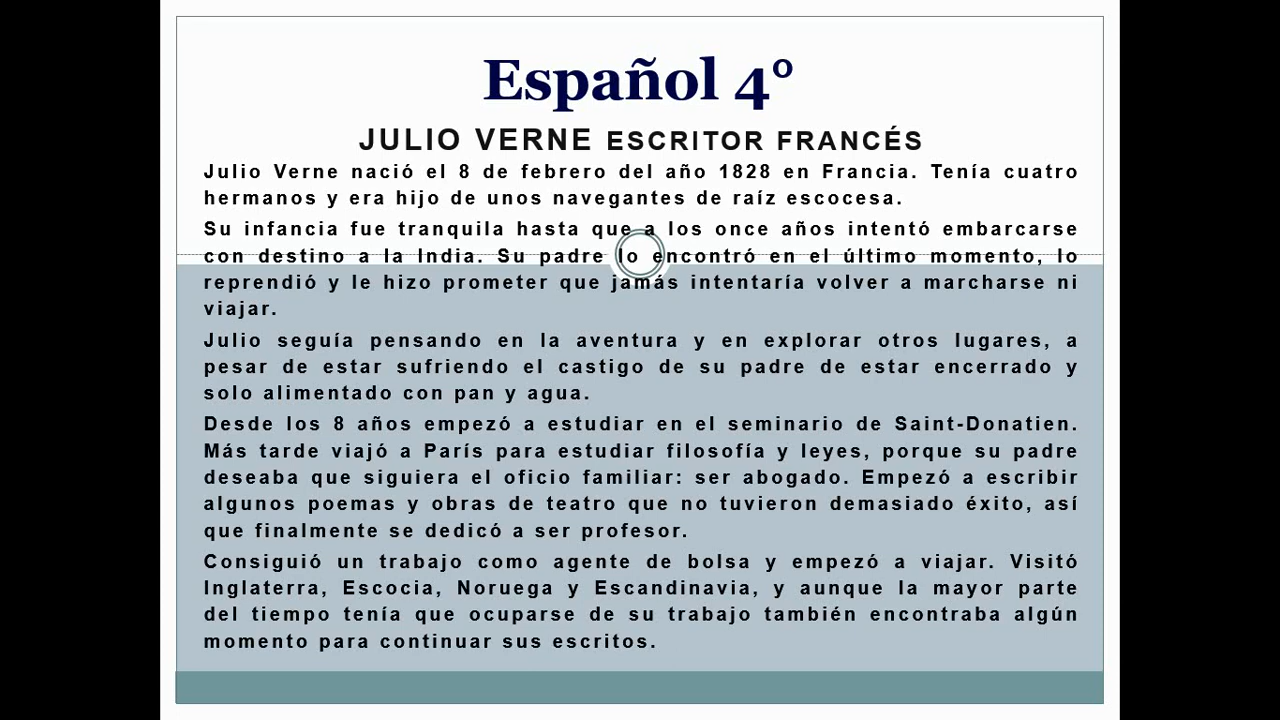 Español 4°
JULIO VERNE ESCRITOR FRANCÉS
Julio Verne nació el 8 de febrero del año 1828 en Francia. Tenía cuatro
hermanos y era hijo de unos navegantes de raíz escocesa.
Su infancia fue tranquila hasta que a los once años intentó embarcarse
con destino a la India. Su padre lo encontró en el último momento, lo
reprendió y le hizo prometer que jamás intentaría volver a marcharse ni
viajar.
Julio seguía pensando en la aventura y en explorar otros lugares, a
pesar de estar sufriendo el castigo de su padre de estar encerrado y
solo alimentado con pan y agua.
Desde los 8 años empezó a estudiar en el seminario de Saint-Donatien.
Más tarde viajó a París para estudiar filosofía y leyes, porque su padre
deseaba que siguiera el oficio familiar: ser abogado. Empezó a escribir
algunos poemas y obras de teatro que no tuvieron demasiado éxito, así
que finalmente se dedicó a ser profesor.
Consiguió un trabajo como agente de bolsa y empezó a viajar. Visitó
Inglaterra, Escocia, Noruega y Escandinavia, y aunque la mayor parte
del tiempo tenía que ocuparse de su trabajo también encontraba algún
momento para continuar sus escritos.